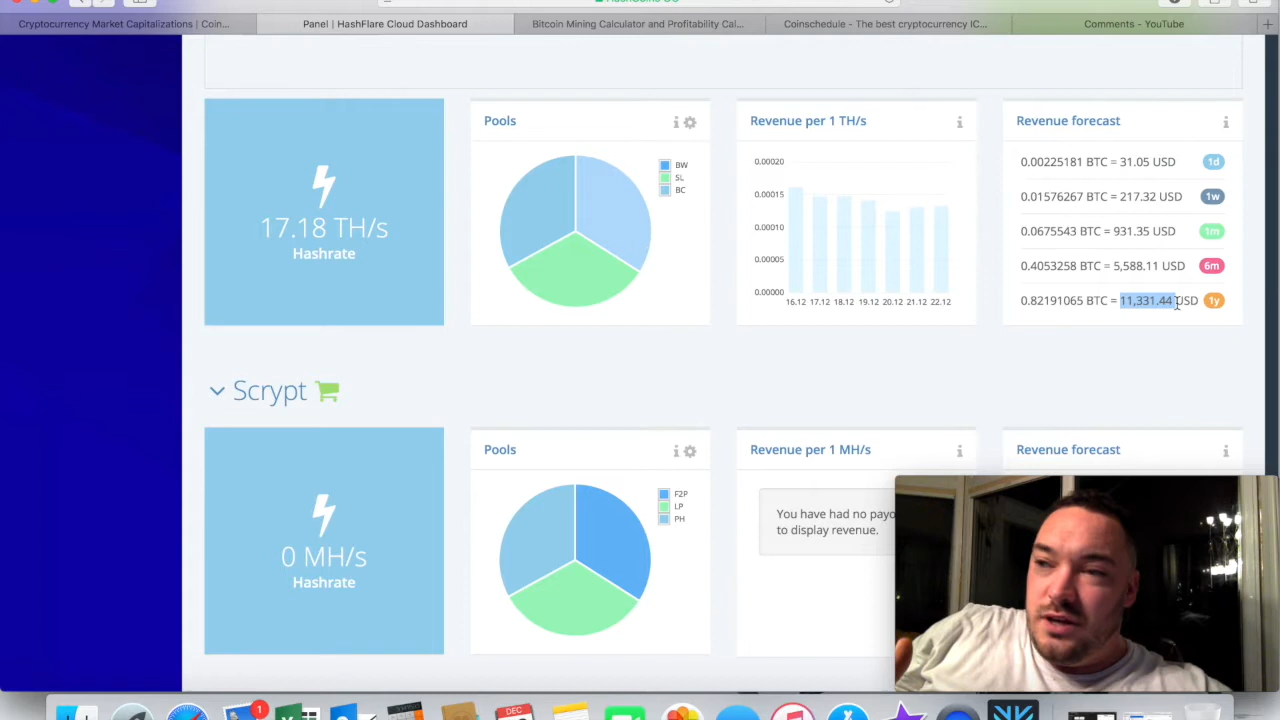 Cryptocurrency Market Capitalizations | Coin...
Panel | HashFlare Cloud Dashboard
Bitcoin Mining Calculator and Profitability Cal...
Coinschedule - The best cryptocurrency IC...
Comments - YouTube
17.18 TH/s
Hashrate
Pools
BW
SL
BC
Revenue per 1 TH/s
0.00020
0.00015
0.00010
0.00005
0.00000
16.12 17.12 18.12 19.12 20.12 21.12 22.12
Revenue forecast
0.00225181 BTC = 31.05 USD 1d
0.01576267 BTC = 217.32 USD 1w
0.0675543 BTC = 931.35 USD 1m
0.4053258 BTC = 5,588.11 USD 6m
0.82191065 BTC = 11,331.44 USD 1y
Scrypt
0 MH/s
Hashrate
Pools
F2P
LP
PH
Revenue per 1 MH/s
You have had no payo
to display revenue.
Revenue forecast
1
DEC